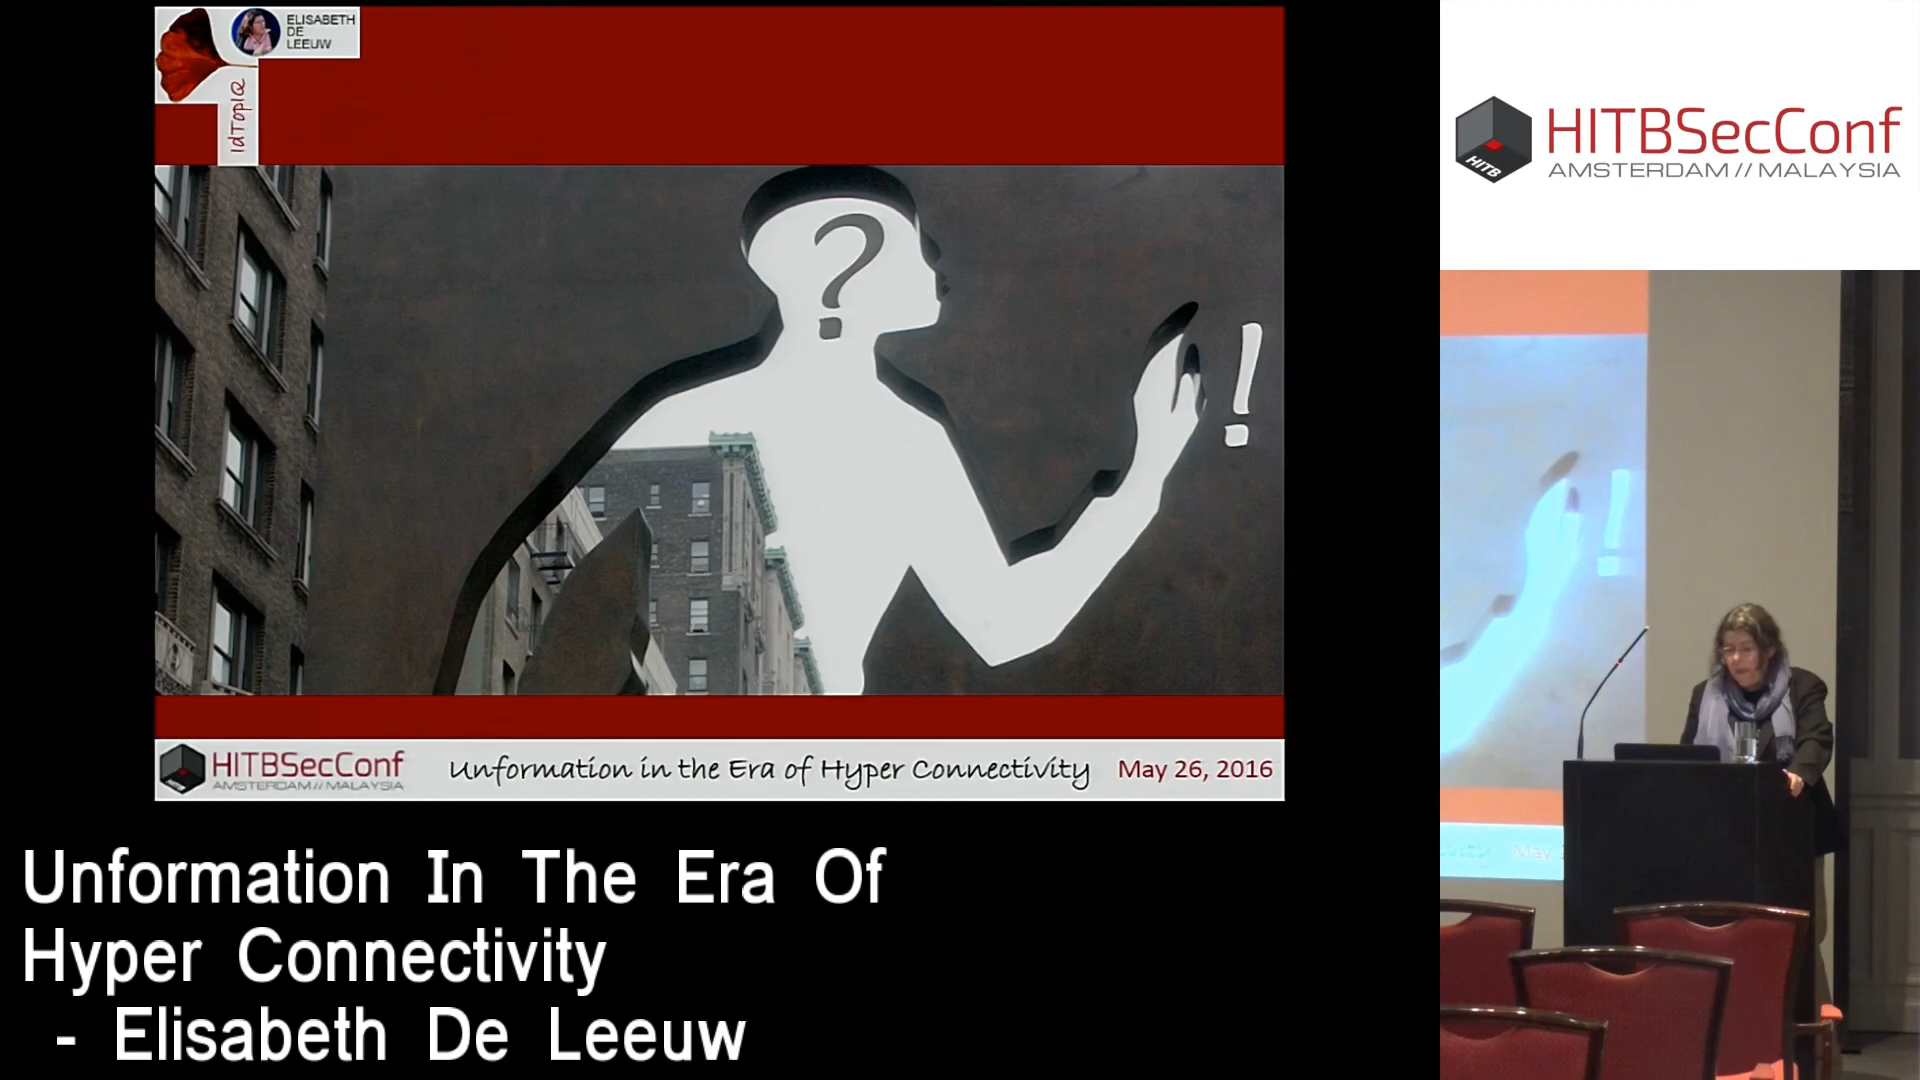 ELISABETH
DE
LEEUW
IdTopIQ
?
!
HITBSecConf
AMSTERDAM // MALAYSIA
Unformation in the Era of Hyper Connectivity
May 26, 2016
HITB
HITBSecConf
AMSTERDAM // MALAYSIA
!
May
Unformation In The Era Of
Hyper Connectivity
- Elisabeth De Leeuw